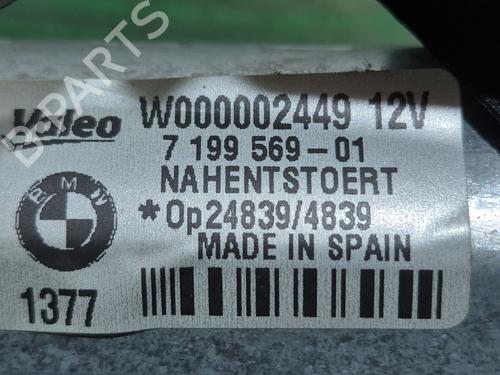 B-PARTS
Valeo W000002449 12V
7 199 569-01
NAHENTSTOERT
BMW *Op24839/4839
MADE IN SPAIN
1377